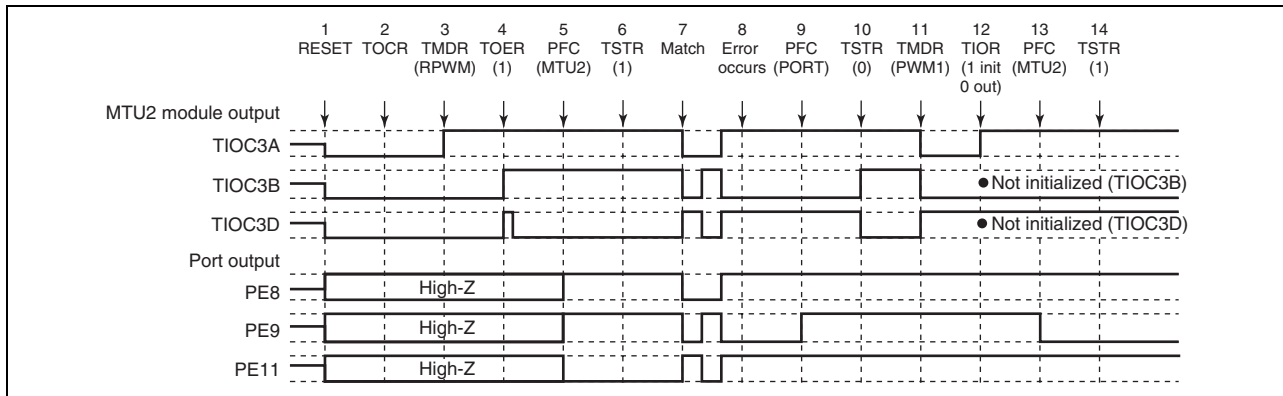 1 2 3 4 5 6 7 8 9 10 11 12 13 14
RESET TOCR TMDR TOER PFC TSTR Match Error PFC TSTR TMDR TIOR PFC TSTR
(RPWM) (1) (MTU2) (1) occurs (PORT) (0) (PWM1) (1 init (MTU2) (1)
0 out)
MTU2 module output
TIOC3A
TIOC3B ● Not initialized (TIOC3B)
TIOC3D ● Not initialized (TIOC3D)
Port output
PE8 High-Z
PE9 High-Z
PE11 High-Z